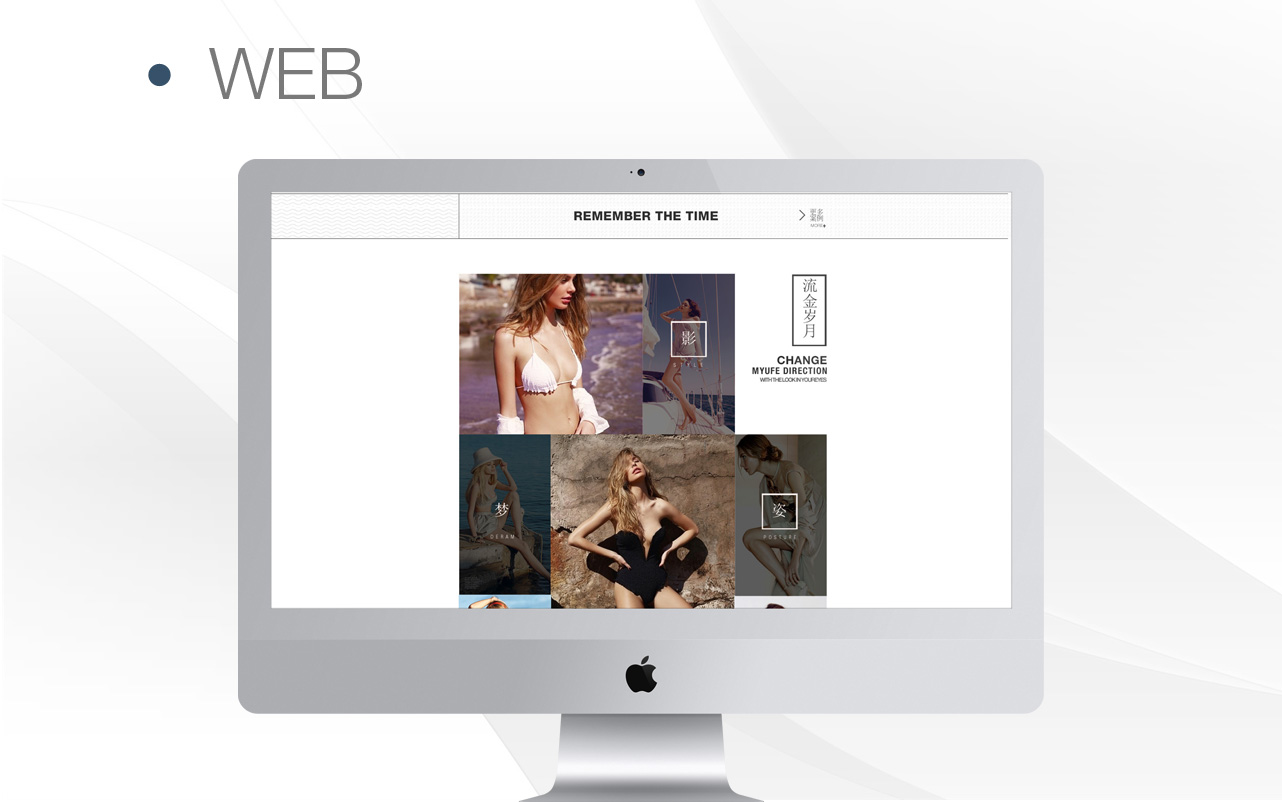 WEB
REMEMBER THE TIME
更多
案例
MORE
流金岁月
CHANGE
MYUFE DIRECTION
WITH THE LOOK IN YOUR EYES
影
STYLE
梦
DERAM
姿
POSTURE